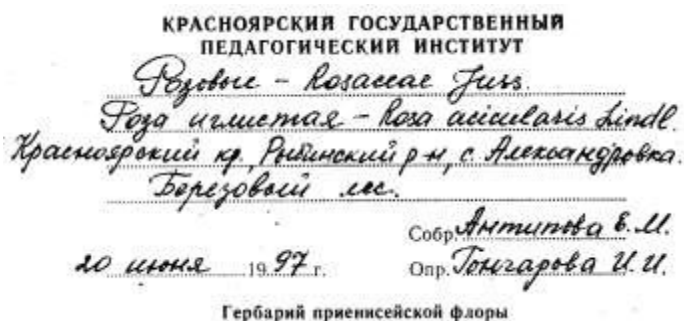 КРАСНОЯРСКИЙ ГОСУДАРСТВЕННЫЙ
ПЕДАГОГИЧЕСКИЙ ИНСТИТУТ
Розовые - Rosaceae Juss.
Роза иглистая - Rosa acicularis Lindl.
Красноярский кр., Рыбинский р-н, с. Александровка.
Березовый лес.
Собр. Антипова Е.М.
20 июня 1997 г. Опр. Гончарова И.И.
Гербарий приенисейской флоры